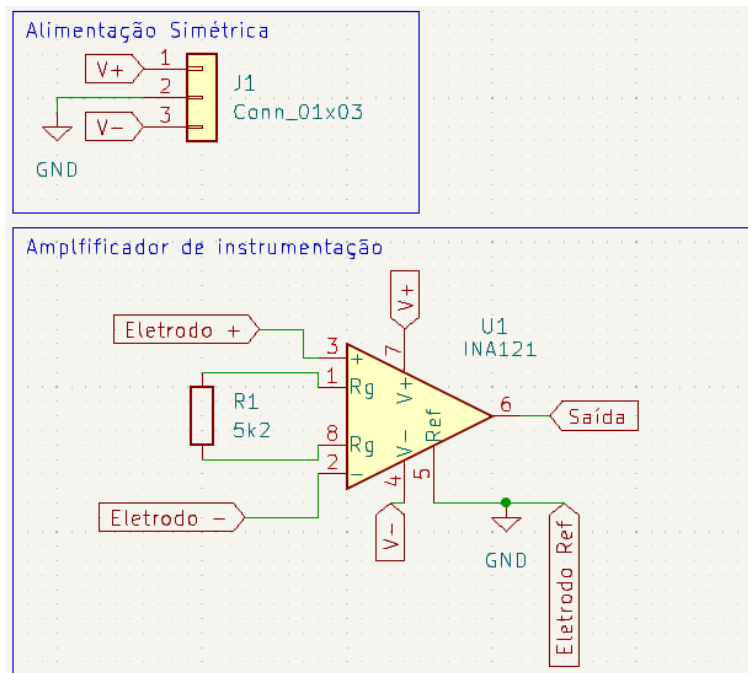 Alimentação Simétrica
V+
1
2
V-
3
J1
Conn_01x03
GND
Amplfificador de instrumentação
Eletrodo +
V+
7
U1
INA121
3
+
1
Rg
V+
R1
5k2
6
Saída
8
Rg
V-
Ref
2
-
4
5
Eletrodo -
V-
GND
Eletrodo Ref